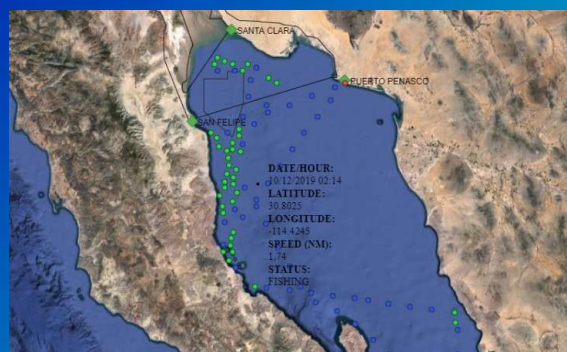 SANTA CLARA
PUERTO PENASCO
SAN FELIPE
DATE/HOUR:
10/12/2019 02:14
LATITUDE:
30.8025
LONGITUDE:
-114.4245
SPEED (NM):
1.74
STATUS:
FISHING